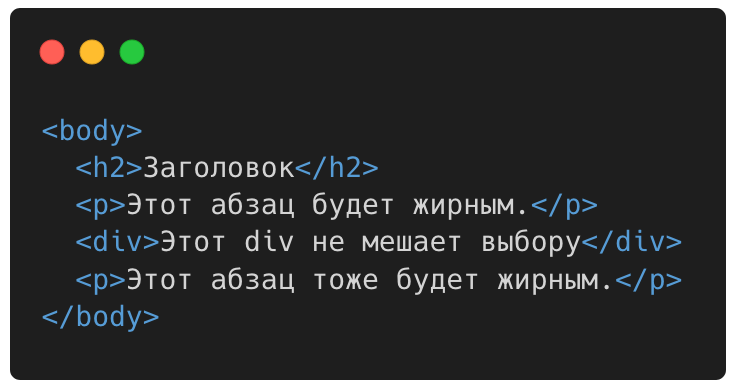 <body>
  <h2>Заголовок</h2>
  <p>Этот абзац будет жирным.</p>
  <div>Этот div не мешает выбору</div>
  <p>Этот абзац тоже будет жирным.</p>
</body>